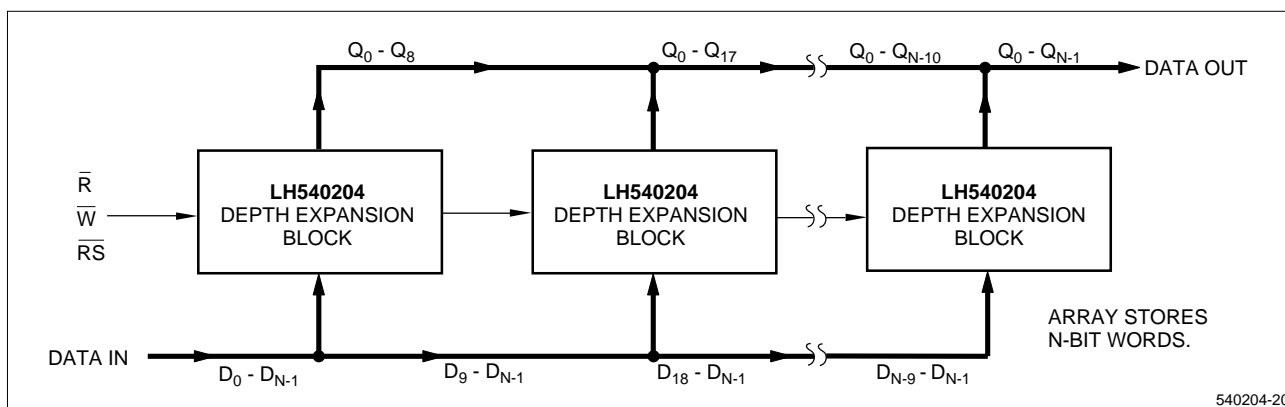 Q0 - Q8
Q0 - Q17
Q0 - QN-10
Q0 - QN-1
DATA OUT
R̅
W̅
R̅S̅
LH540204
DEPTH EXPANSION
BLOCK
LH540204
DEPTH EXPANSION
BLOCK
LH540204
DEPTH EXPANSION
BLOCK
ARRAY STORES
N-BIT WORDS.
DATA IN
D0 - DN-1
D9 - DN-1
D18 - DN-1
DN-9 - DN-1
540204-20